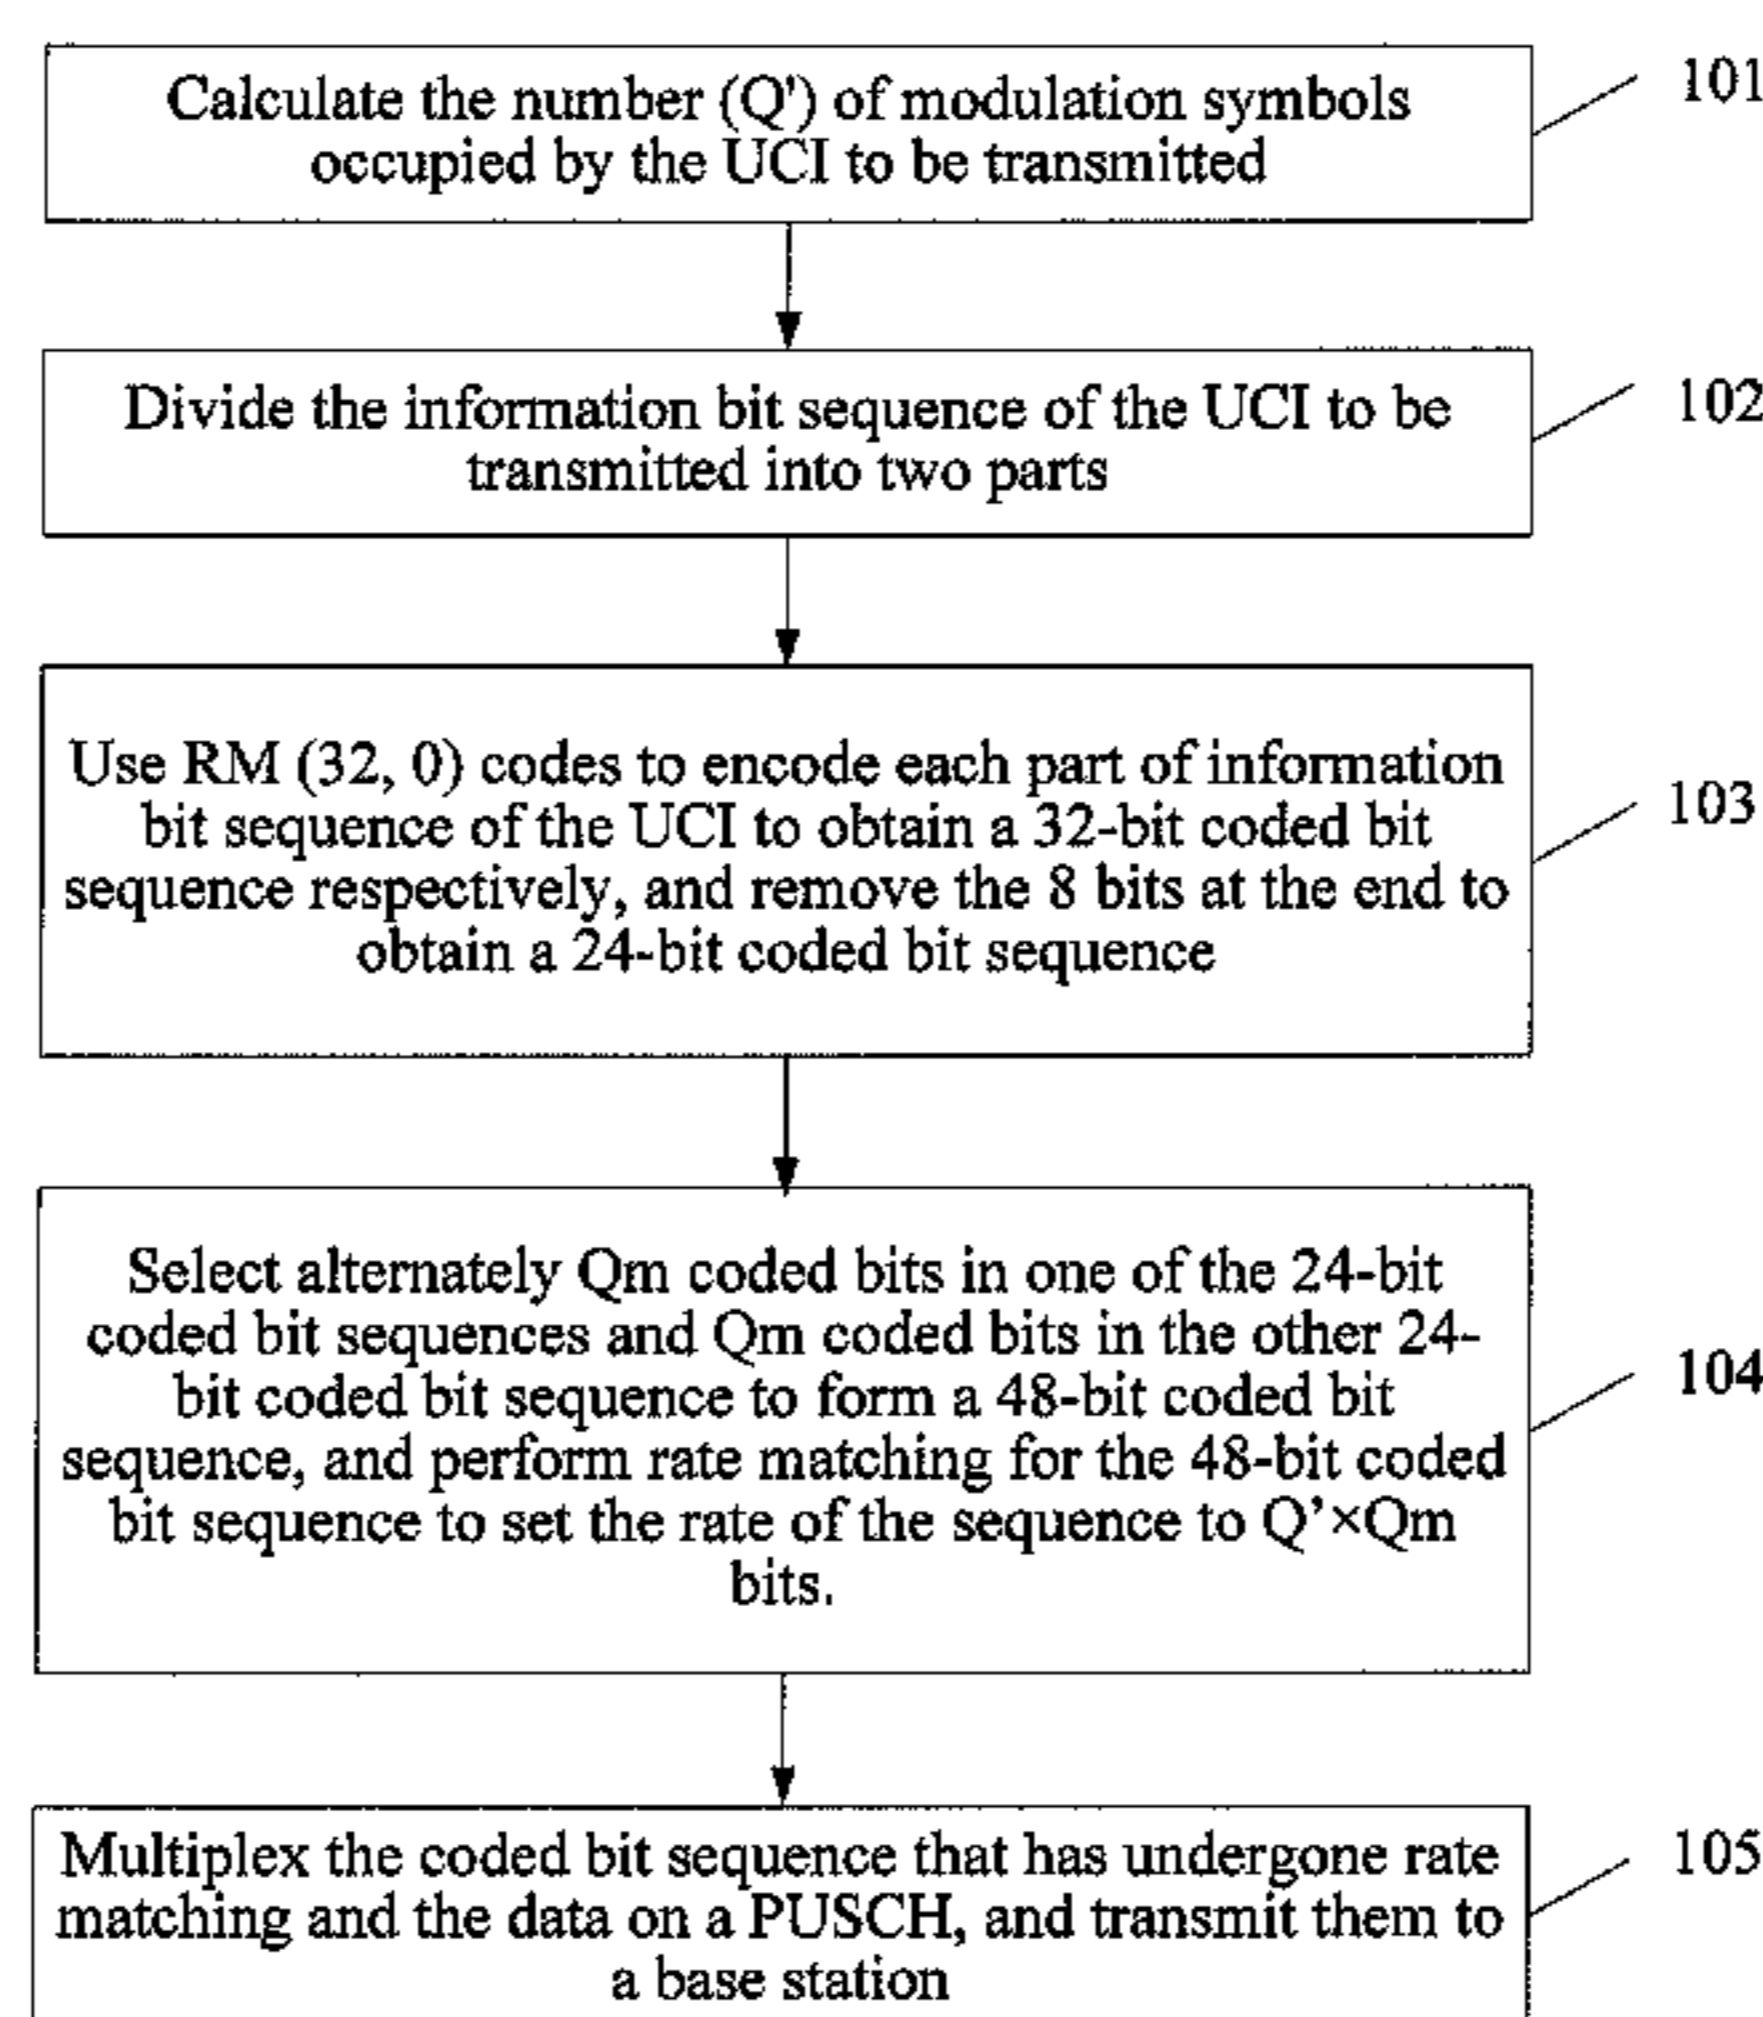 Calculate the number (Q') of modulation symbols
occupied by the UCI to be transmitted
101
Divide the information bit sequence of the UCI to be
transmitted into two parts
102
Use RM (32, 0) codes to encode each part of information
bit sequence of the UCI to obtain a 32-bit coded bit
sequence respectively, and remove the 8 bits at the end to
obtain a 24-bit coded bit sequence
103
Select alternately Qm coded bits in one of the 24-bit
coded bit sequences and Qm coded bits in the other 24-
bit coded bit sequence to form a 48-bit coded bit
sequence, and perform rate matching for the 48-bit coded
bit sequence to set the rate of the sequence to Q’×Qm
bits.
104
Multiplex the coded bit sequence that has undergone rate
matching and the data on a PUSCH, and transmit them to
a base station
105